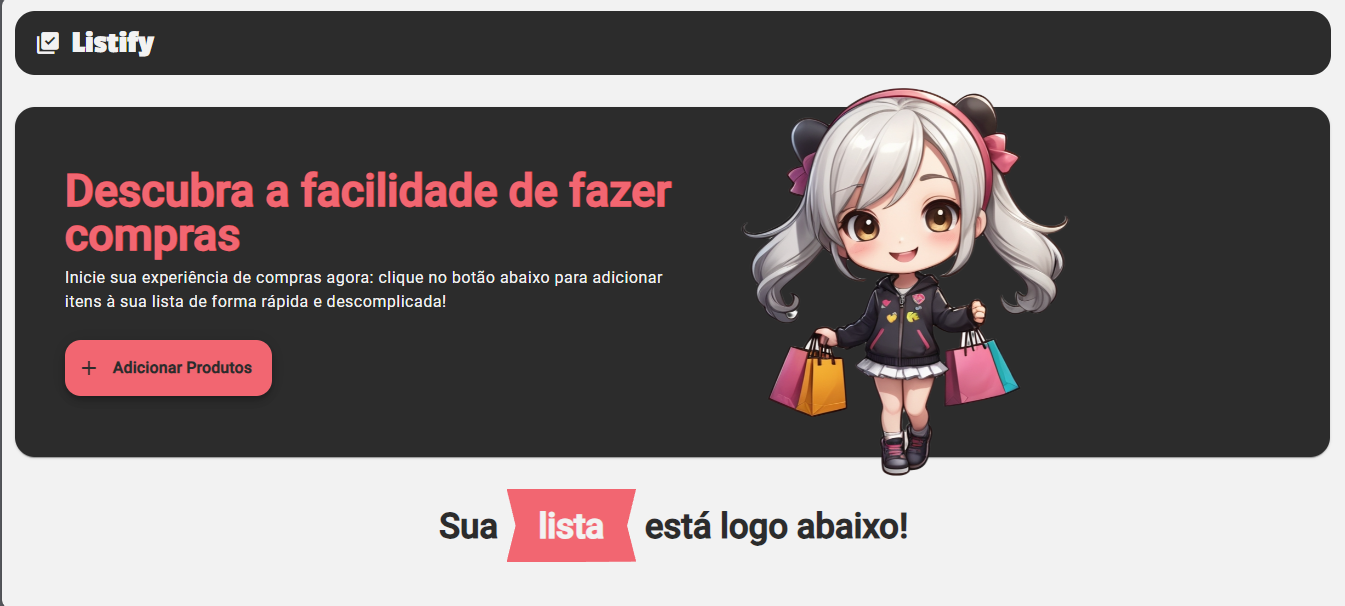 Listify
Descubra a facilidade de fazer
compras
Inicie sua experiência de compras agora: clique no botão abaixo para adicionar
itens à sua lista de forma rápida e descomplicada!
+ Adicionar Produtos
Sua lista está logo abaixo!